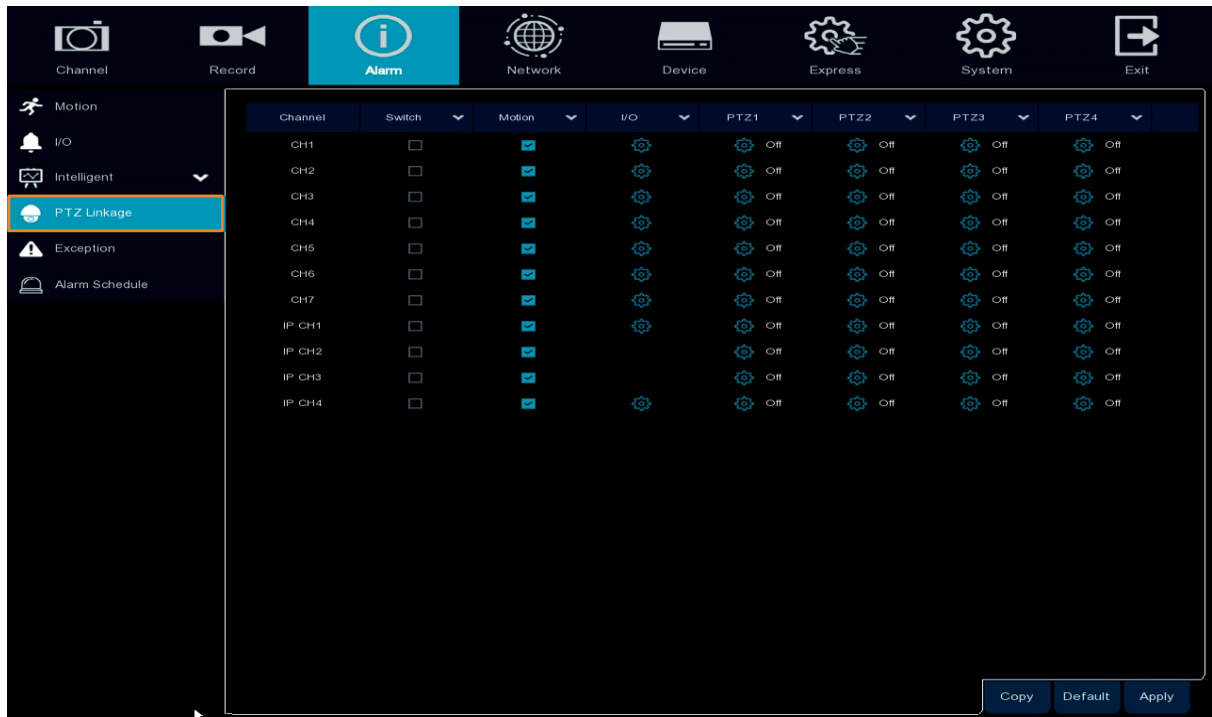 Channel Record Alarm Network Device Express System Exit
Motion
I/O
Intelligent
PTZ Linkage
Exception
Alarm Schedule
Channel Switch Motion I/O PTZ1 PTZ2 PTZ3 PTZ4
CH1 Off Off Off Off
CH2 Off Off Off Off
CH3 Off Off Off Off
CH4 Off Off Off Off
CH5 Off Off Off Off
CH6 Off Off Off Off
CH7 Off Off Off Off
IP CH1 Off Off Off Off
IP CH2 Off Off Off Off
IP CH3 Off Off Off Off
IP CH4 Off Off Off Off
Copy Default Apply